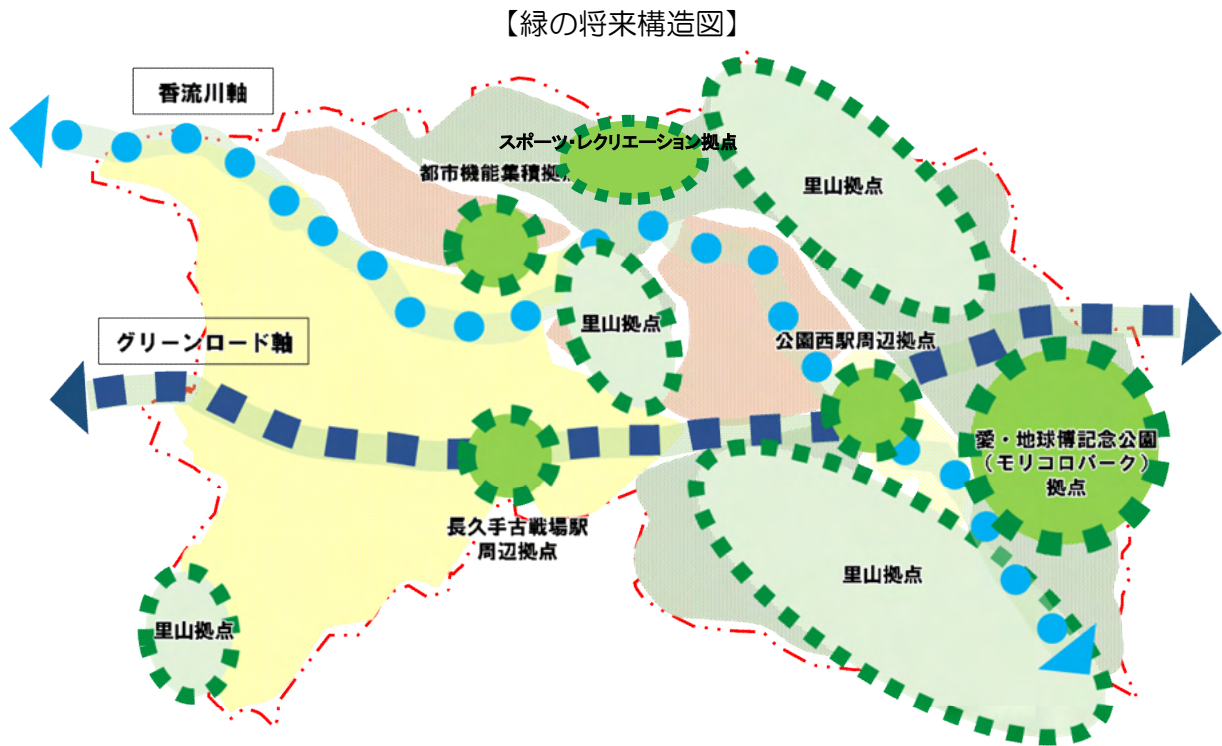 【緑の将来構造図】
香流川軸
スポーツ・レクリエーション拠点
都市機能集積拠
里山拠点
里山拠点
グリーンロード軸
公園西駅周辺拠点
愛・地球博記念公園
（モリコロパーク）
拠点
長久手古戦場駅
周辺拠点
里山拠点
里山拠点